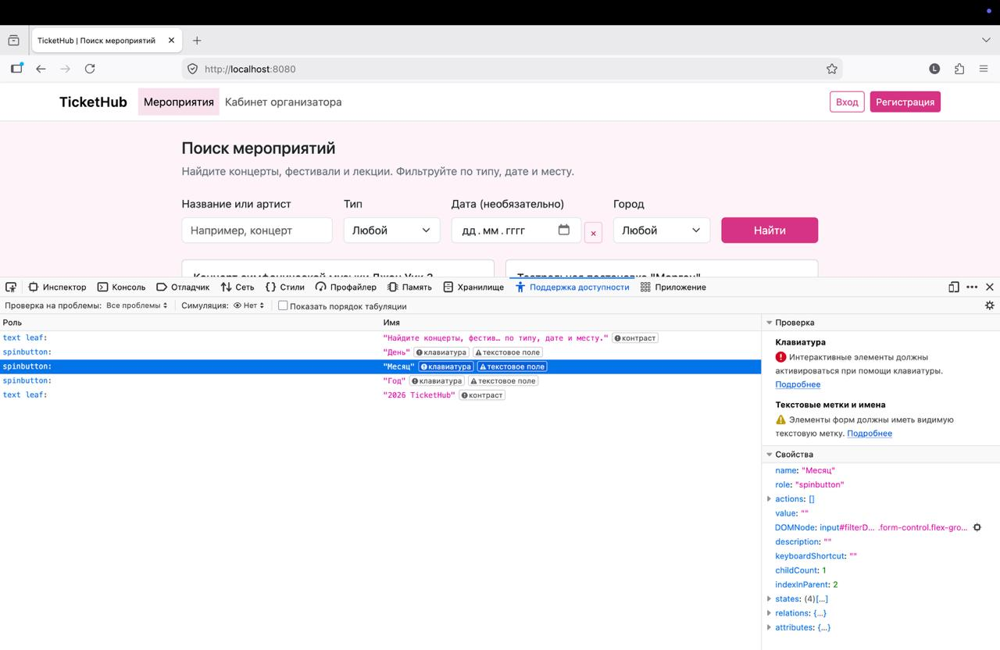 TicketHub | Поиск мероприятий
http://localhost:8080
L
TicketHub Мероприятия Кабинет организатора Вход Регистрация
Поиск мероприятий
Найдите концерты, фестивали и лекции. Фильтруйте по типу, дате и месту.
Название или артист Тип Дата (необязательно) Город
Например, концерт Любой дд . мм . гггг × Любой Найти
Инспектор Консоль Отладчик Сеть Стили Профайлер Память Хранилище Поддержка доступности Приложение
Проверка на проблемы: Все проблемы Симуляция: Нет Показать порядок табуляции
Роль Имя
text leaf: "Найдите концерты, фестив… по типу, дате и месту." контраст
spinbutton: "День" клавиатура текстовое поле
spinbutton: "Месяц" клавиатура текстовое поле
spinbutton: "Год" клавиатура текстовое поле
text leaf: "2026 TicketHub" контраст
Проверка
Клавиатура
Интерактивные элементы должны
активироваться при помощи клавиатуры.
Подробнее
Текстовые метки и имена
Элементы форм должны иметь видимую
текстовую метку. Подробнее
Свойства
name: "Месяц"
role: "spinbutton"
actions: []
value: ""
DOMNode: input#filterD… .form-control.flex-gro…
description: ""
keyboardShortcut: ""
childCount: 1
indexInParent: 2
states: (4)[…]
relations: {…}
attributes: {…}